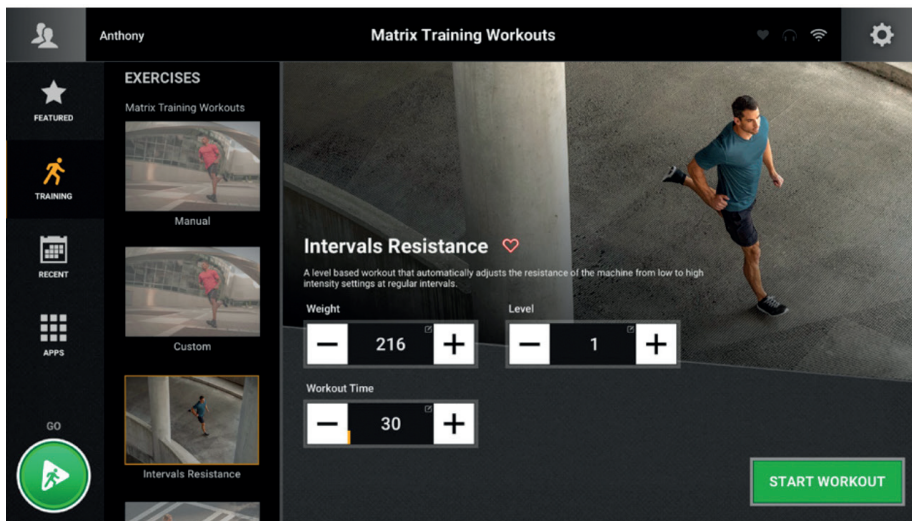 Anthony
Matrix Training Workouts
FEATURED
TRAINING
RECENT
APPS
GO
EXERCISES
Matrix Training Workouts
Manual
Custom
Intervals Resistance
Intervals Resistance
A level based workout that automatically adjusts the resistance of the machine from low to high
intensity settings at regular intervals.
Weight
Level
216
1
Workout Time
30
START WORKOUT